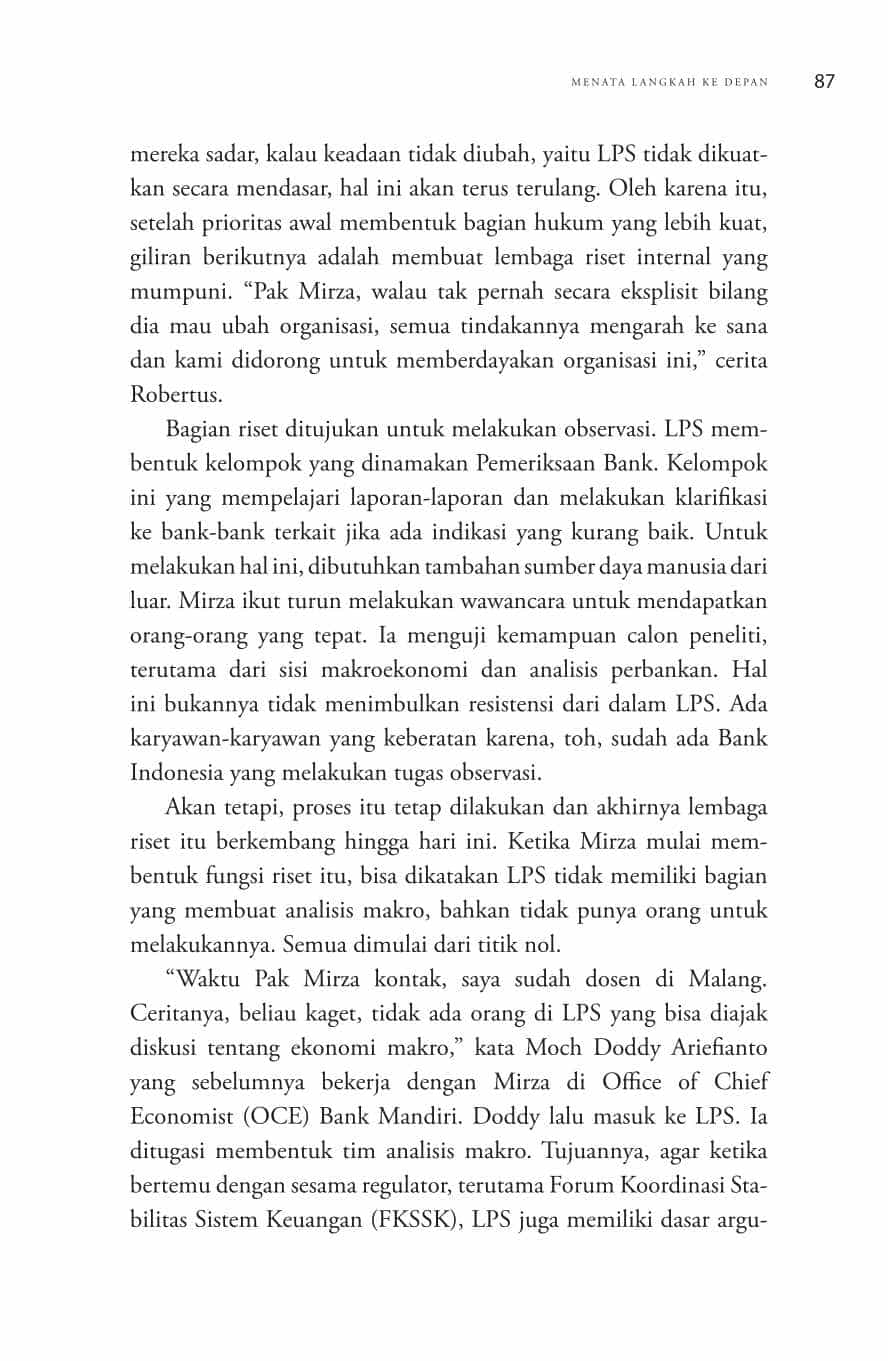 MENATA LANGKAH KE DEPAN 87
mereka sadar, kalau keadaan tidak diubah, yaitu LPS tidak dikuat-
kan secara mendasar, hal ini akan terus terulang. Oleh karena itu,
setelah prioritas awal membentuk bagian hukum yang lebih kuat,
giliran berikutnya adalah membuat lembaga riset internal yang
mumpuni. “Pak Mirza, walau tak pernah secara eksplisit bilang
dia mau ubah organisasi, semua tindakannya mengarah ke sana
dan kami didorong untuk memberdayakan organisasi ini,” cerita
Robertus.
Bagian riset ditujukan untuk melakukan observasi. LPS mem-
bentuk kelompok yang dinamakan Pemeriksaan Bank. Kelompok
ini yang mempelajari laporan-laporan dan melakukan klarifikasi
ke bank-bank terkait jika ada indikasi yang kurang baik. Untuk
melakukan hal ini, dibutuhkan tambahan sumber daya manusia dari
luar. Mirza ikut turun melakukan wawancara untuk mendapatkan
orang-orang yang tepat. Ia menguji kemampuan calon peneliti,
terutama dari sisi makroekonomi dan analisis perbankan. Hal
ini bukannya tidak menimbulkan resistensi dari dalam LPS. Ada
karyawan-karyawan yang keberatan karena, toh, sudah ada Bank
Indonesia yang melakukan tugas observasi.
Akan tetapi, proses itu tetap dilakukan dan akhirnya lembaga
riset itu berkembang hingga hari ini. Ketika Mirza mulai mem-
bentuk fungsi riset itu, bisa dikatakan LPS tidak memiliki bagian
yang membuat analisis makro, bahkan tidak punya orang untuk
melakukannya. Semua dimulai dari titik nol.
“Waktu Pak Mirza kontak, saya sudah dosen di Malang.
Ceritanya, beliau kaget, tidak ada orang di LPS yang bisa diajak
diskusi tentang ekonomi makro,” kata Moch Doddy Ariefianto
yang sebelumnya bekerja dengan Mirza di Office of Chief
Economist (OCE) Bank Mandiri. Doddy lalu masuk ke LPS. Ia
ditugasi membentuk tim analisis makro. Tujuannya, agar ketika
bertemu dengan sesama regulator, terutama Forum Koordinasi Sta-
bilitas Sistem Keuangan (FKSSK), LPS juga memiliki dasar argu-